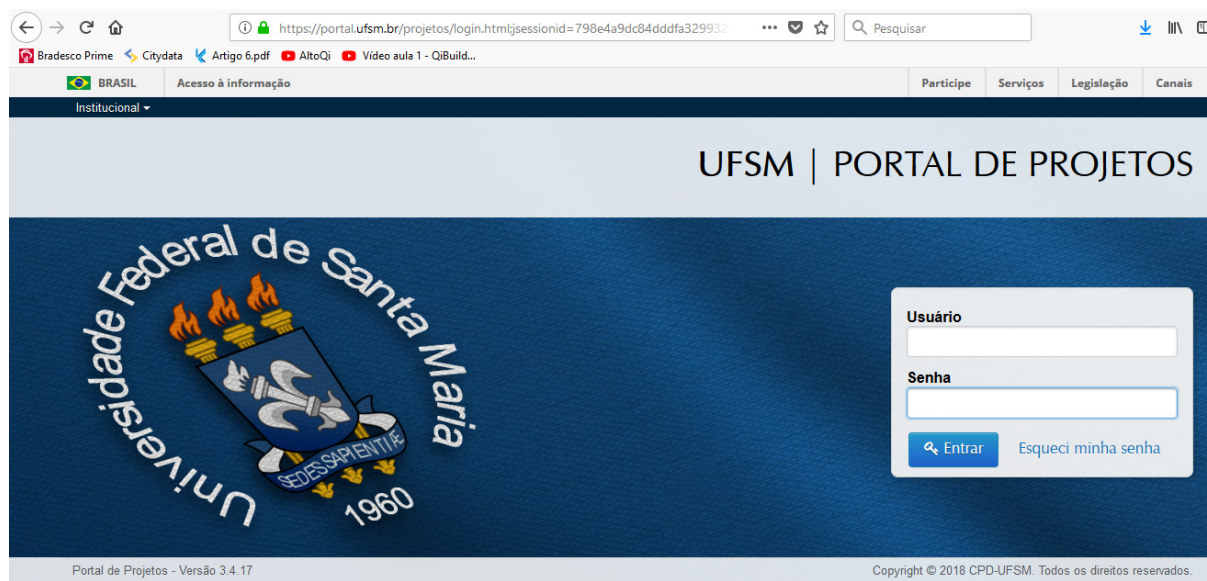 https://portal.ufsm.br/projetos/login.html;jsessionid=798e4a9dc84dddfa32993
Pesquisar
Bradesco Prime Citydata Artigo 6.pdf AltoQi Vídeo aula 1 - QiBuild...
BRASIL Acesso à informação Participe Serviços Legislação Canais
Institucional
UFSM | PORTAL DE PROJETOS
Universidade Federal de Santa Maria
SEDES SAPIENTIÆ
1960
Usuário
Senha
Entrar Esqueci minha senha
Portal de Projetos - Versão 3.4.17 Copyright © 2018 CPD-UFSM. Todos os direitos reservados.